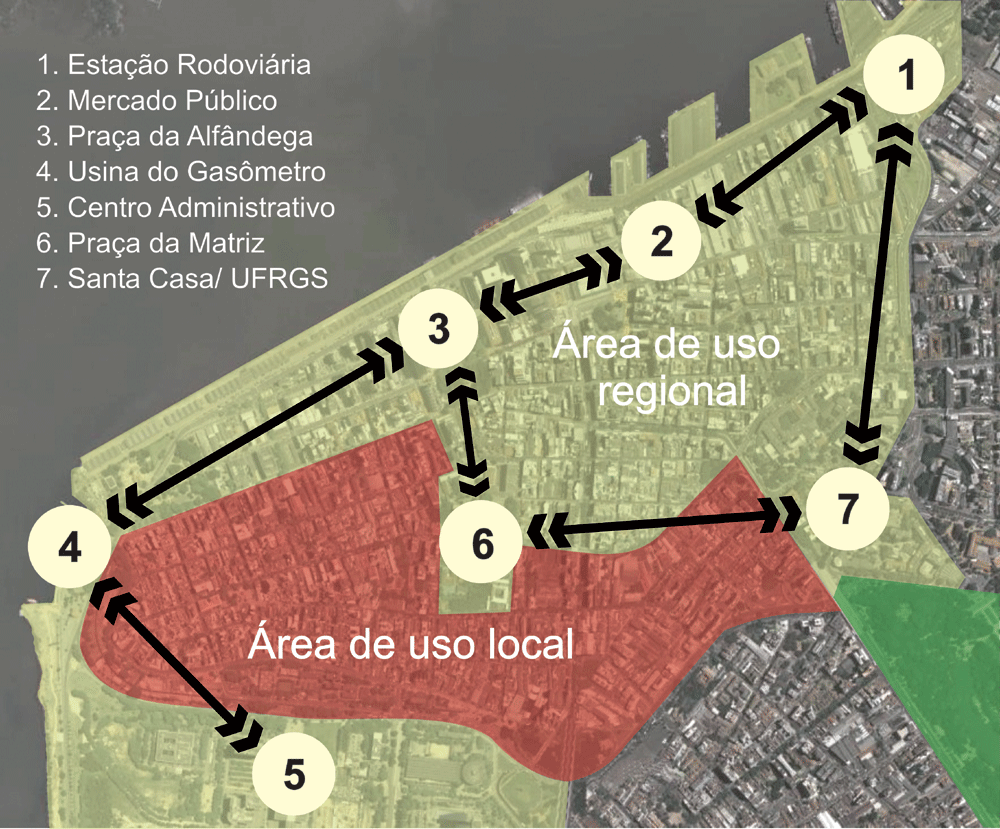 1. Estação Rodoviária
2. Mercado Público
3. Praça da Alfândega
4. Usina do Gasômetro
5. Centro Administrativo
6. Praça da Matriz
7. Santa Casa/ UFRGS
1
2
3
Área de uso
regional
7
6
4
Área de uso local
5